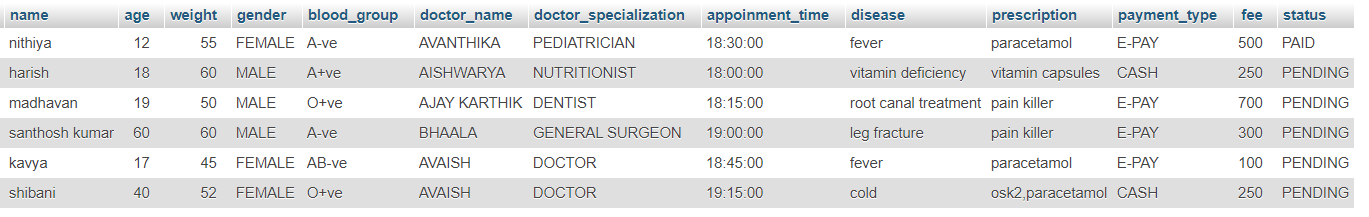 name age weight gender blood_group doctor_name doctor_specialization appoinment_time disease prescription payment_type fee status
nithiya 12 55 FEMALE A-ve AVANTHIKA PEDIATRICIAN 18:30:00 fever paracetamol E-PAY 500 PAID
harish 18 60 MALE A+ve AISHWARYA NUTRITIONIST 18:00:00 vitamin deficiency vitamin capsules CASH 250 PENDING
madhavan 19 50 MALE O+ve AJAY KARTHIK DENTIST 18:15:00 root canal treatment pain killer E-PAY 700 PENDING
santhosh kumar 60 60 MALE A-ve BHAALA GENERAL SURGEON 19:00:00 leg fracture pain killer E-PAY 300 PENDING
kavya 17 45 FEMALE AB-ve AVAISH DOCTOR 18:45:00 fever paracetamol E-PAY 100 PENDING
shibani 40 52 FEMALE O+ve AVAISH DOCTOR 19:15:00 cold osk2,paracetamol CASH 250 PENDING